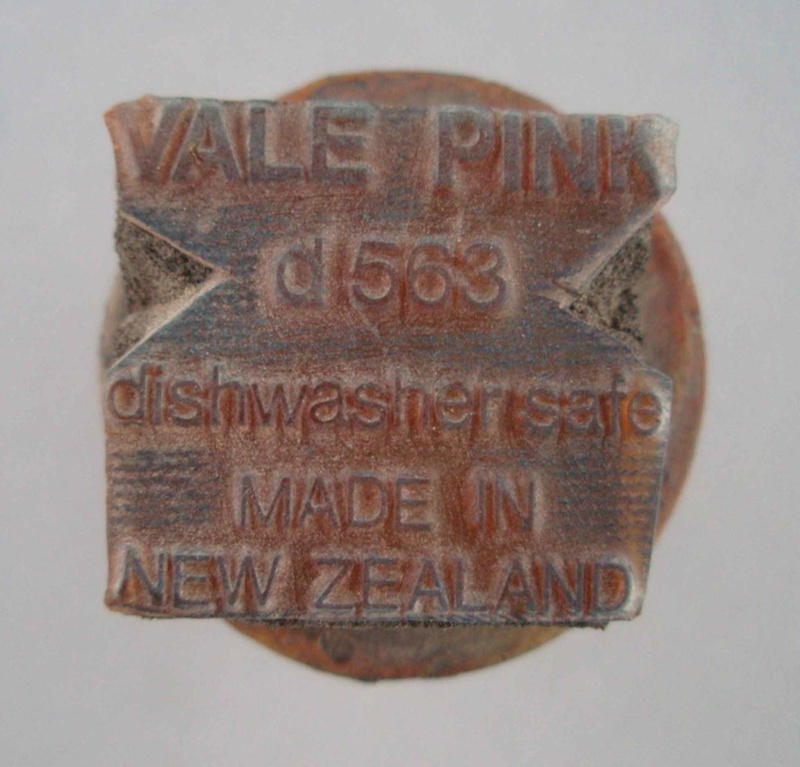 VALE PINK
d 563
dishwasher safe
MADE IN
NEW ZEALAND